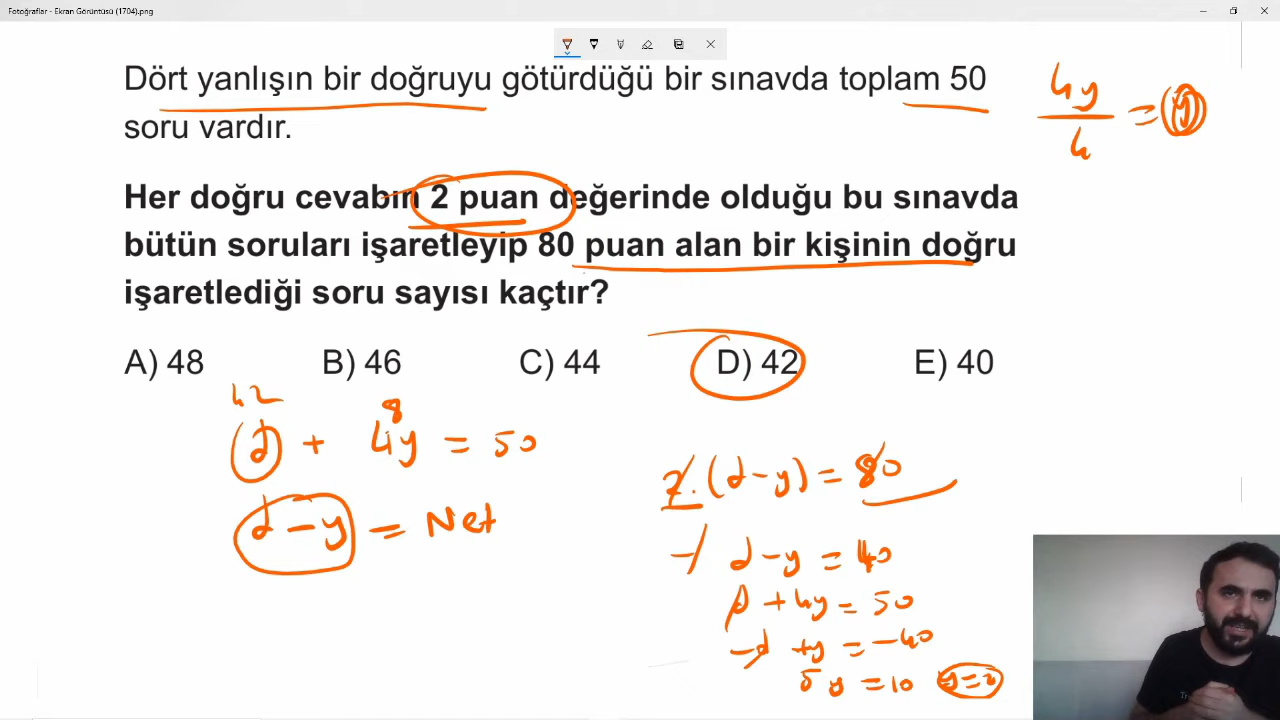 Fotoğraflar - Ekran Görüntüsü (1704).png
Dört yanlışın bir doğruyu götürdüğü bir sınavda toplam 50
soru vardır.
4y/4 = y
Her doğru cevabın 2 puan değerinde olduğu bu sınavda
bütün soruları işaretleyip 80 puan alan bir kişinin doğru
işaretlediği soru sayısı kaçtır?
A) 48 B) 46 C) 44 D) 42 E) 40
42 8
d + 4y = 50
d - y = Net
2.(d-y) = 80
-/ d-y = 40
d + 4y = 50
-d +y = -40
5y = 10 y=2